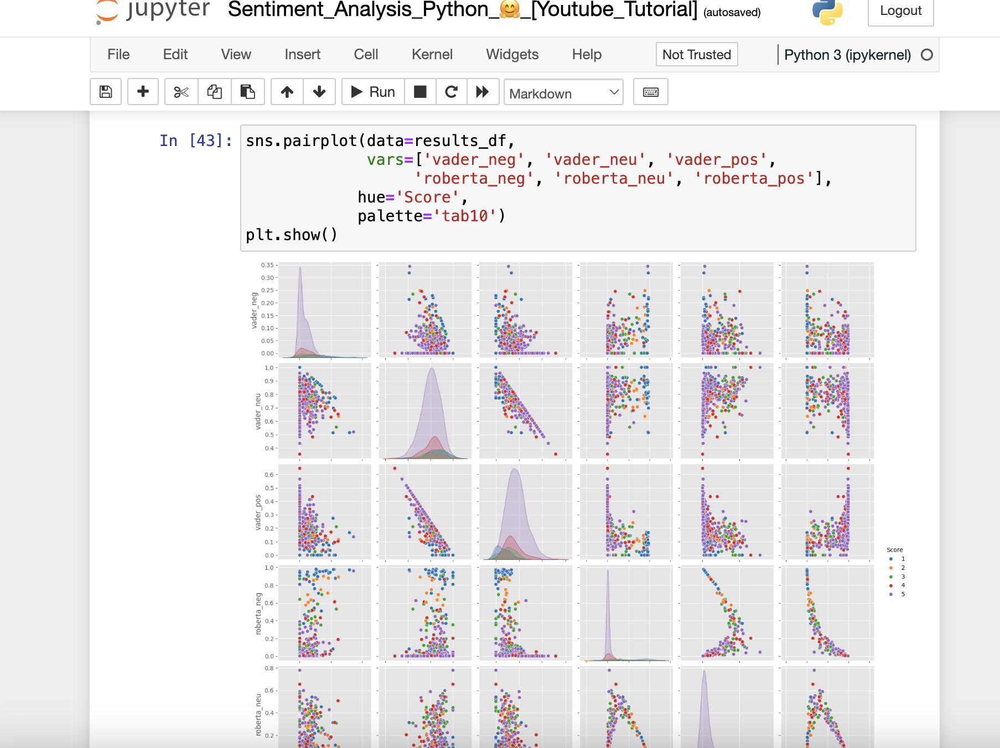 jupyter Sentiment_Analysis_Python_🤗_[Youtube_Tutorial] (autosaved) Logout
File Edit View Insert Cell Kernel Widgets Help Not Trusted Python 3 (ipykernel)
Run Markdown
In [43]: sns.pairplot(data=results_df,
vars=['vader_neg', 'vader_neu', 'vader_pos',
'roberta_neg', 'roberta_neu', 'roberta_pos'],
hue='Score',
palette='tab10')
plt.show()
vader_neg
0.35
0.30
0.25
0.20
0.15
0.10
0.05
0.00
vader_neu
1.0
0.9
0.8
0.7
0.6
0.5
0.4
vader_pos
0.6
0.5
0.4
0.3
0.2
0.1
0.0
Score
1
2
3
4
5
roberta_neg
1.0
0.8
0.6
0.4
0.2
0.0
roberta_neu
0.8
0.6
0.4
0.2